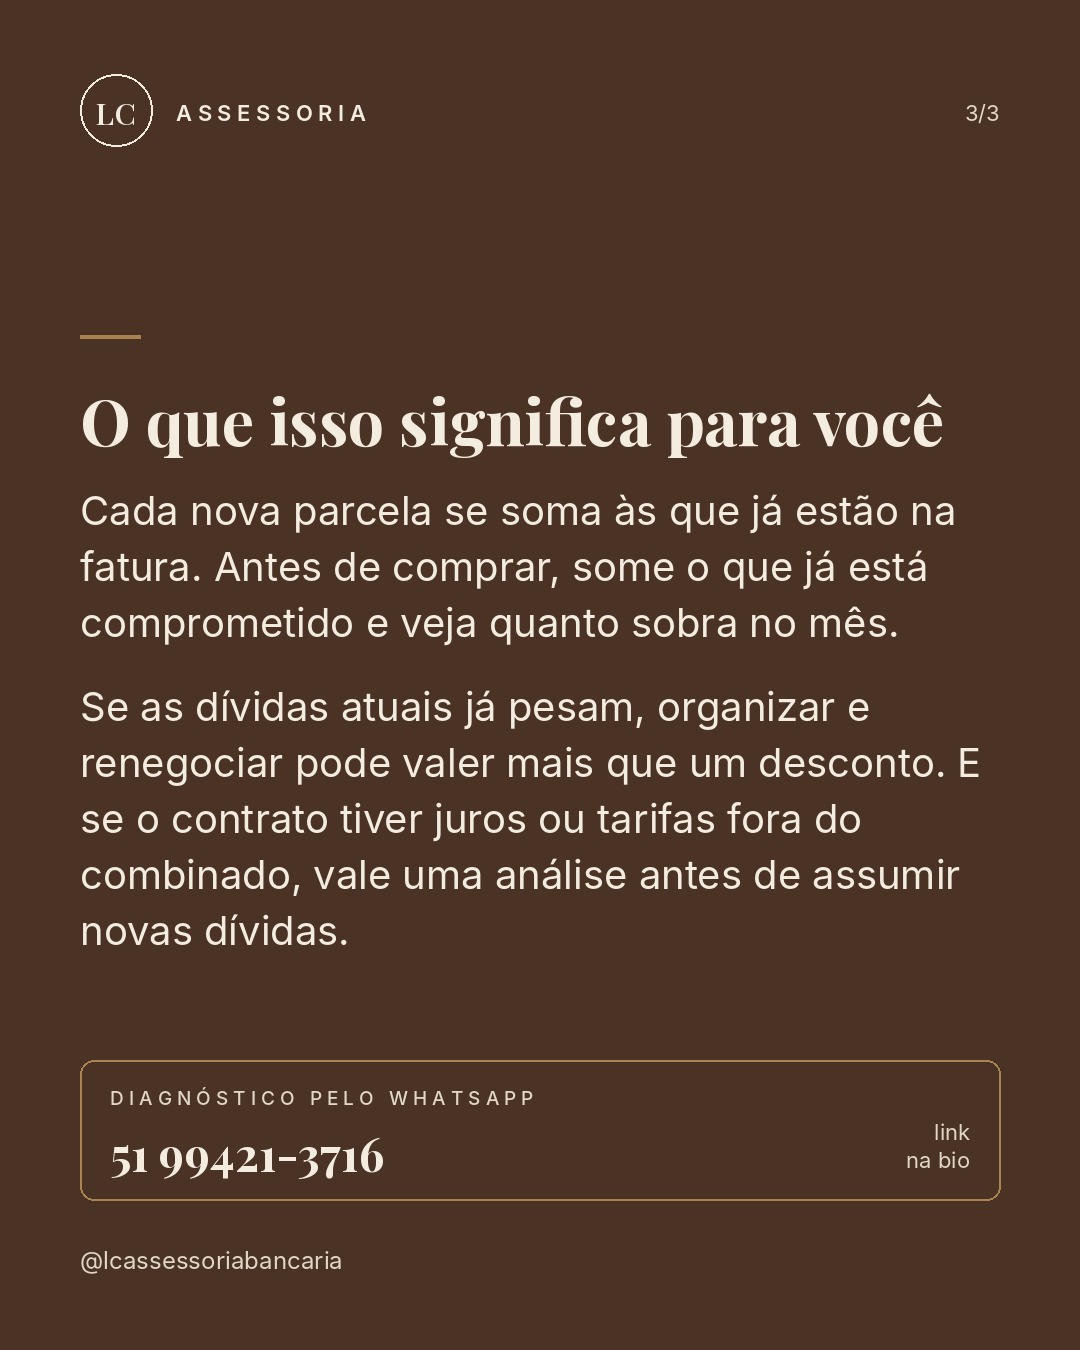 LC ASSESSORIA
3/3
O que isso significa para você
Cada nova parcela se soma às que já estão na
fatura. Antes de comprar, some o que já está
comprometido e veja quanto sobra no mês.
Se as dívidas atuais já pesam, organizar e
renegociar pode valer mais que um desconto. E
se o contrato tiver juros ou tarifas fora do
combinado, vale uma análise antes de assumir
novas dívidas.
DIAGNÓSTICO PELO WHATSAPP
51 99421-3716
link
na bio
@lcassessoriabancaria